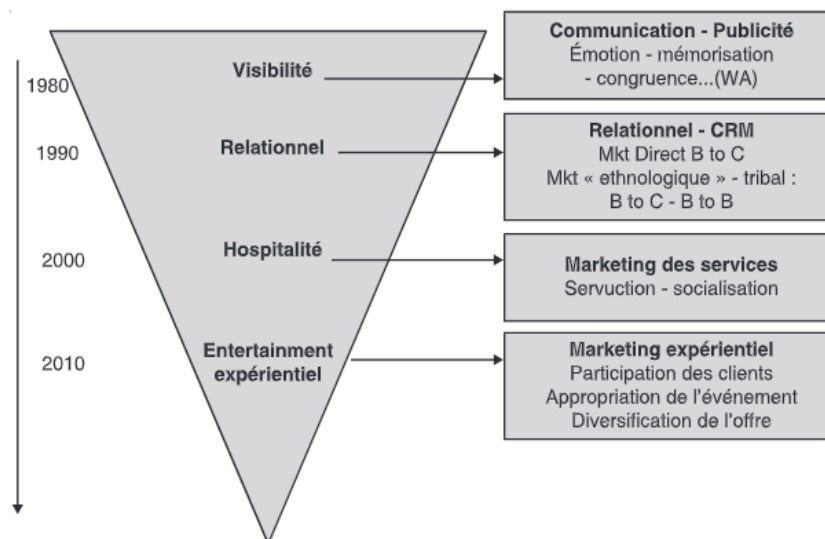 Communication - Publicité
Émotion - mémorisation
- congruence...(WA)
Visibilité
1980
Relationnel - CRM
Mkt Direct B to C
Mkt « ethnologique » - tribal :
B to C - B to B
Relationnel
1990
Hospitalité
2000
Marketing des services
Servuction - socialisation
Entertainment
expérientiel
2010
Marketing expérientiel
Participation des clients
Appropriation de l'événement
Diversification de l'offre